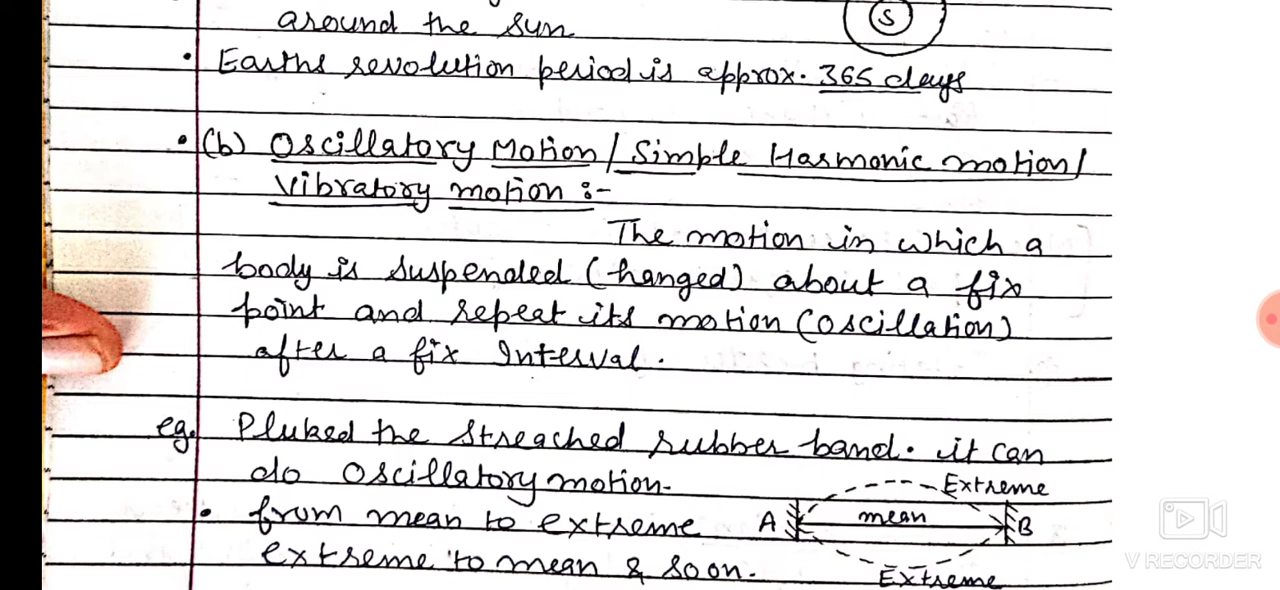 around the sun
S
• Earths revolution period is approx. 365 days
• (b) Oscillatory Motion / Simple Harmonic motion /
Vibratory motion :-
The motion in which a
body is suspended (hanged) about a fix
point and repeat its motion (oscillation)
after a fix Interval.
eg. Pluked the streached rubber band. it can
do Oscillatory motion.
Extreme
• from mean to extreme
A mean B
extreme to mean & soon.
Extreme
V RECORDER